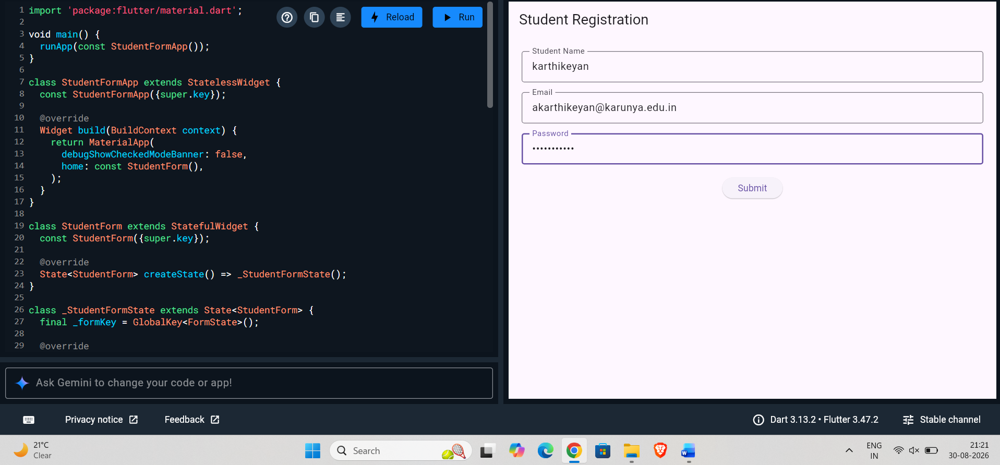 1 import 'package:flutter/material.dart';
2
3 void main() {
4 runApp(const StudentFormApp());
5 }
6
7 class StudentFormApp extends StatelessWidget {
8 const StudentFormApp({super.key});
9
10 @override
11 Widget build(BuildContext context) {
12 return MaterialApp(
13 debugShowCheckedModeBanner: false,
14 home: const StudentForm(),
15 );
16 }
17 }
18
19 class StudentForm extends StatefulWidget {
20 const StudentForm({super.key});
21
22 @override
23 State<StudentForm> createState() => _StudentFormState();
24 }
25
26 class _StudentFormState extends State<StudentForm> {
27 final _formKey = GlobalKey<FormState>();
28
29 @override
Reload
Run
Ask Gemini to change your code or app!
Student Registration
Student Name
karthikeyan
Email
akarthikeyan@karunya.edu.in
Password
•••••••••••
Submit
Privacy notice
Feedback
Dart 3.13.2 • Flutter 3.47.2
Stable channel
21°C
Clear
Search
ENG
IN
21:21
30-08-2026